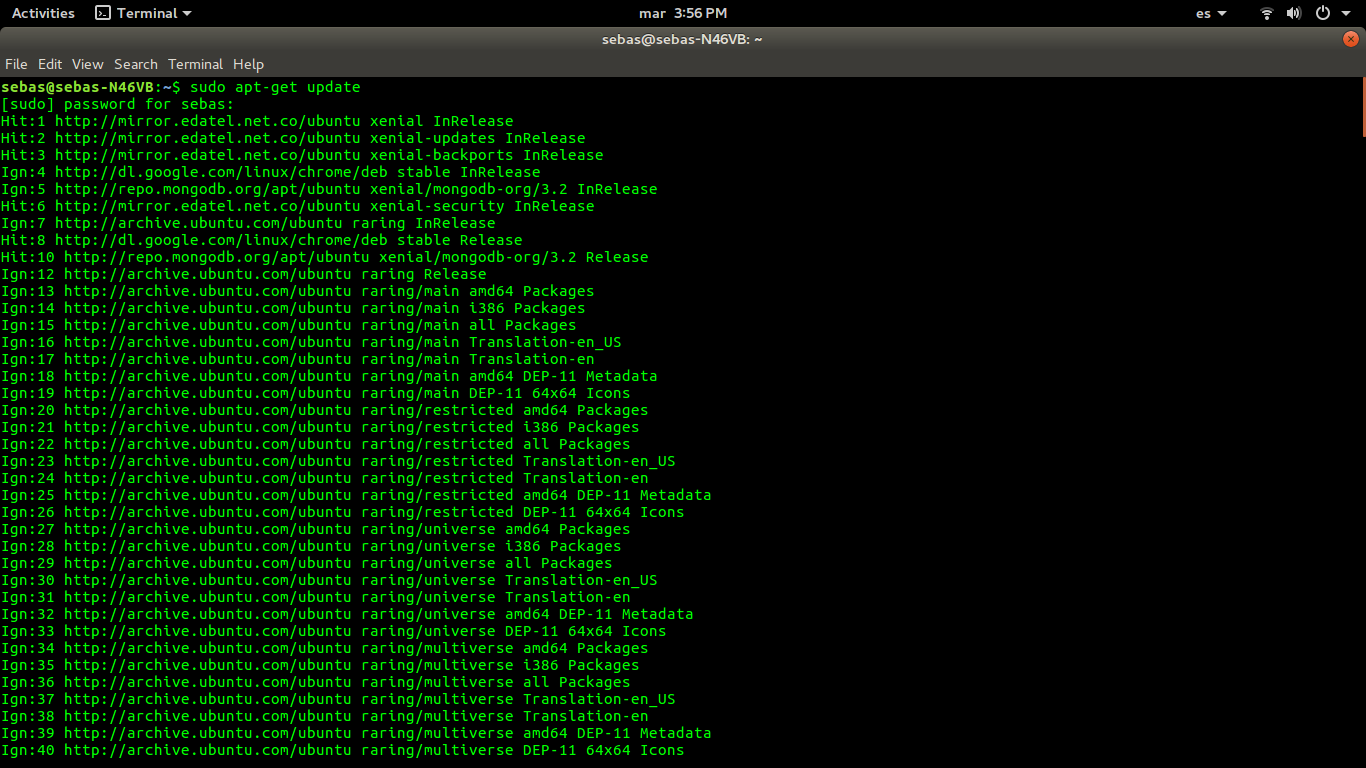 Activities Terminal mar 3:56 PM es
sebas@sebas-N46VB: ~
File Edit View Search Terminal Help
sebas@sebas-N46VB:~$ sudo apt-get update
[sudo] password for sebas:
Hit:1 http://mirror.edatel.net.co/ubuntu xenial InRelease
Hit:2 http://mirror.edatel.net.co/ubuntu xenial-updates InRelease
Hit:3 http://mirror.edatel.net.co/ubuntu xenial-backports InRelease
Ign:4 http://dl.google.com/linux/chrome/deb stable InRelease
Ign:5 http://repo.mongodb.org/apt/ubuntu xenial/mongodb-org/3.2 InRelease
Hit:6 http://mirror.edatel.net.co/ubuntu xenial-security InRelease
Ign:7 http://archive.ubuntu.com/ubuntu raring InRelease
Hit:8 http://dl.google.com/linux/chrome/deb stable Release
Hit:10 http://repo.mongodb.org/apt/ubuntu xenial/mongodb-org/3.2 Release
Ign:12 http://archive.ubuntu.com/ubuntu raring Release
Ign:13 http://archive.ubuntu.com/ubuntu raring/main amd64 Packages
Ign:14 http://archive.ubuntu.com/ubuntu raring/main i386 Packages
Ign:15 http://archive.ubuntu.com/ubuntu raring/main all Packages
Ign:16 http://archive.ubuntu.com/ubuntu raring/main Translation-en_US
Ign:17 http://archive.ubuntu.com/ubuntu raring/main Translation-en
Ign:18 http://archive.ubuntu.com/ubuntu raring/main amd64 DEP-11 Metadata
Ign:19 http://archive.ubuntu.com/ubuntu raring/main DEP-11 64x64 Icons
Ign:20 http://archive.ubuntu.com/ubuntu raring/restricted amd64 Packages
Ign:21 http://archive.ubuntu.com/ubuntu raring/restricted i386 Packages
Ign:22 http://archive.ubuntu.com/ubuntu raring/restricted all Packages
Ign:23 http://archive.ubuntu.com/ubuntu raring/restricted Translation-en_US
Ign:24 http://archive.ubuntu.com/ubuntu raring/restricted Translation-en
Ign:25 http://archive.ubuntu.com/ubuntu raring/restricted amd64 DEP-11 Metadata
Ign:26 http://archive.ubuntu.com/ubuntu raring/restricted DEP-11 64x64 Icons
Ign:27 http://archive.ubuntu.com/ubuntu raring/universe amd64 Packages
Ign:28 http://archive.ubuntu.com/ubuntu raring/universe i386 Packages
Ign:29 http://archive.ubuntu.com/ubuntu raring/universe all Packages
Ign:30 http://archive.ubuntu.com/ubuntu raring/universe Translation-en_US
Ign:31 http://archive.ubuntu.com/ubuntu raring/universe Translation-en
Ign:32 http://archive.ubuntu.com/ubuntu raring/universe amd64 DEP-11 Metadata
Ign:33 http://archive.ubuntu.com/ubuntu raring/universe DEP-11 64x64 Icons
Ign:34 http://archive.ubuntu.com/ubuntu raring/multiverse amd64 Packages
Ign:35 http://archive.ubuntu.com/ubuntu raring/multiverse i386 Packages
Ign:36 http://archive.ubuntu.com/ubuntu raring/multiverse all Packages
Ign:37 http://archive.ubuntu.com/ubuntu raring/multiverse Translation-en_US
Ign:38 http://archive.ubuntu.com/ubuntu raring/multiverse Translation-en
Ign:39 http://archive.ubuntu.com/ubuntu raring/multiverse amd64 DEP-11 Metadata
Ign:40 http://archive.ubuntu.com/ubuntu raring/multiverse DEP-11 64x64 Icons